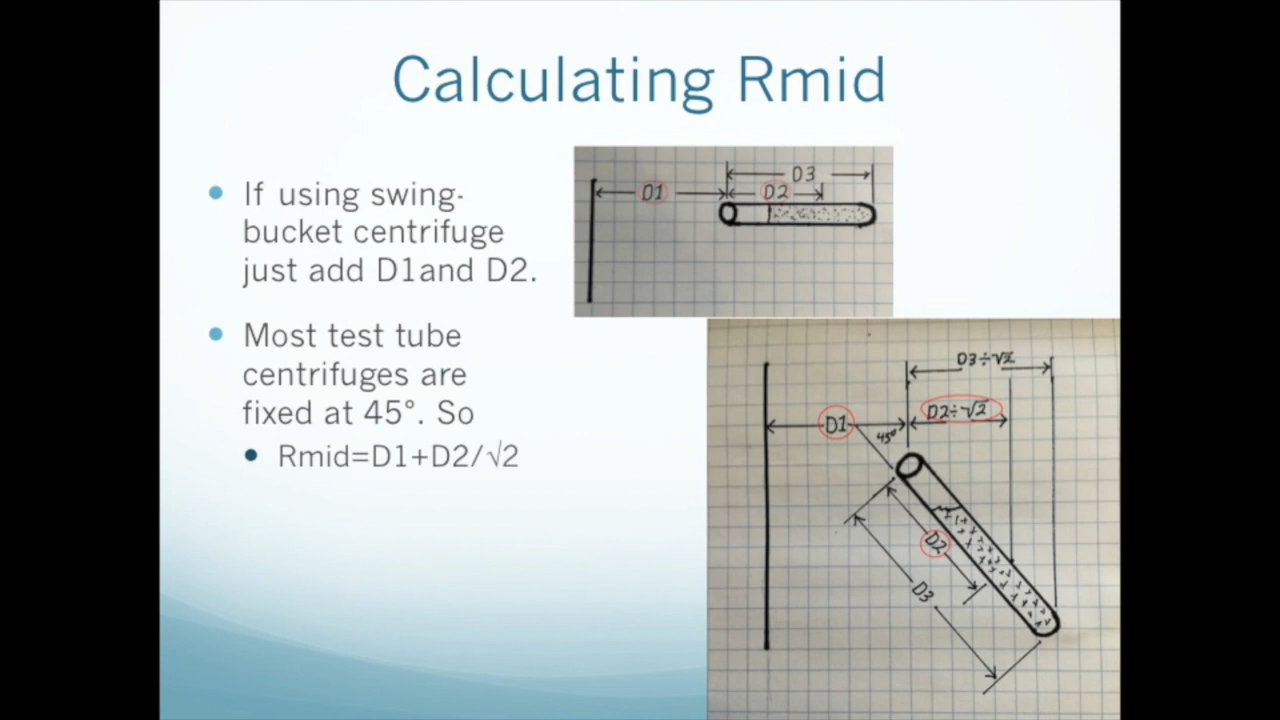 Calculating Rmid
If using swing-
bucket centrifuge
just add D1and D2.
Most test tube
centrifuges are
fixed at 45°. So
Rmid=D1+D2/√2
D3
D1
D2
D3÷√2
D2÷√2
D1
45°
D2
D3